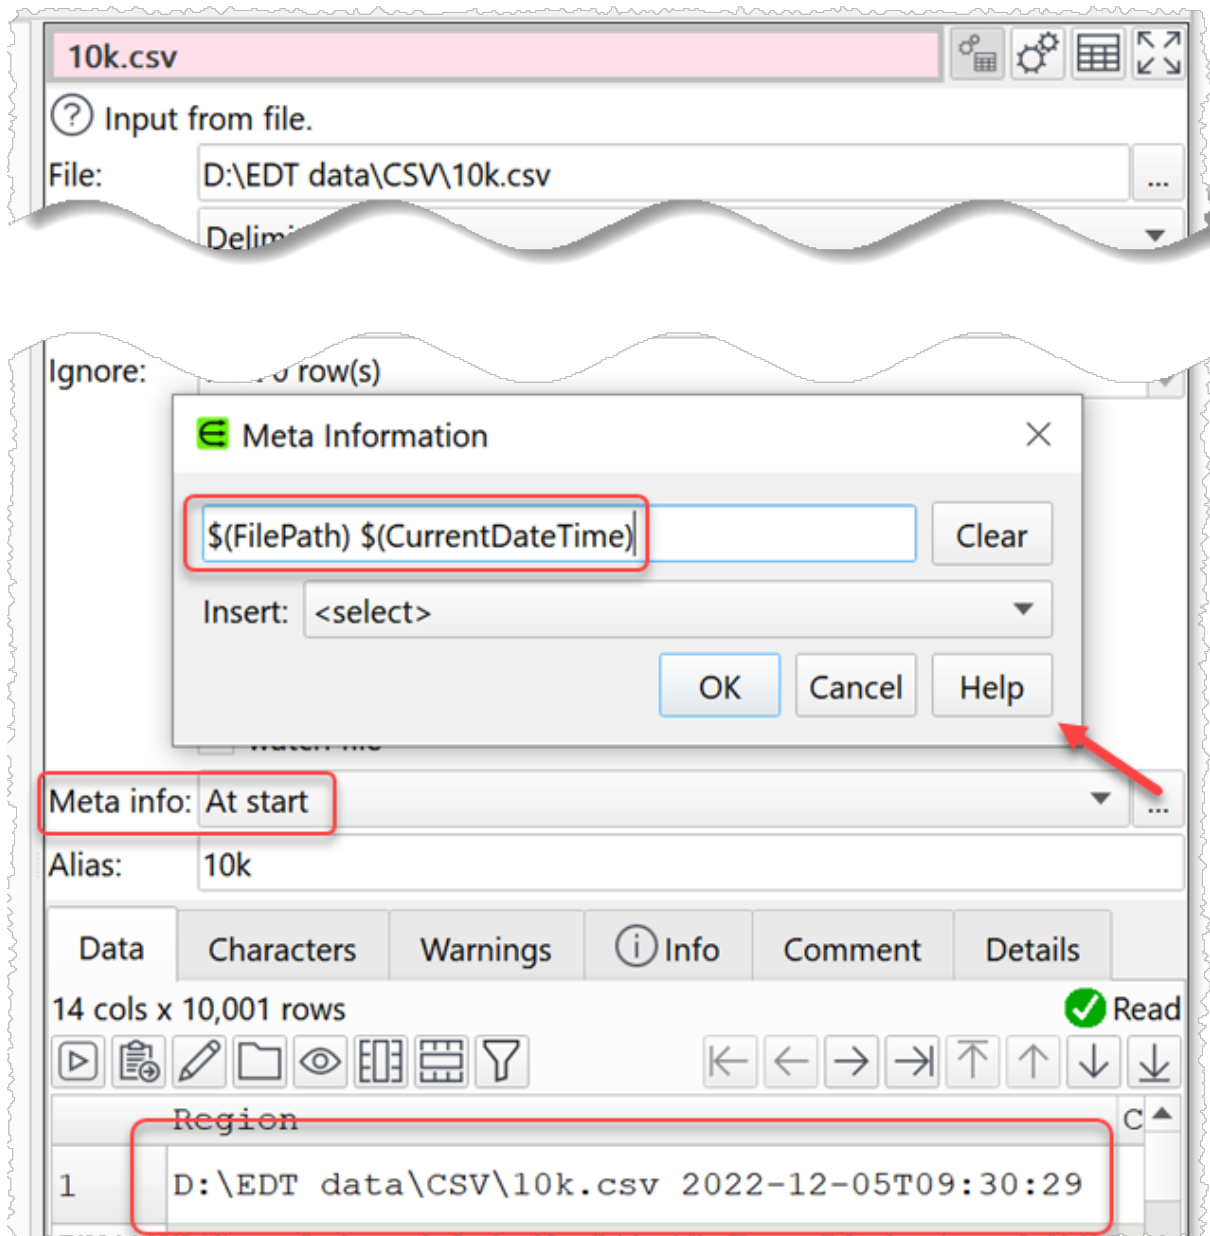 10k.csv
Input from file.
File: D:\EDT data\CSV\10k.csv ...
Ignore: row(s)
Meta Information
$(FilePath) $(CurrentDateTime) Clear
Insert: <select>
OK Cancel Help
Meta info: At start ...
Alias: 10k
Data Characters Warnings Info Comment Details
14 cols x 10,001 rows Read
Region C
1 D:\EDT data\CSV\10k.csv 2022-12-05T09:30:29